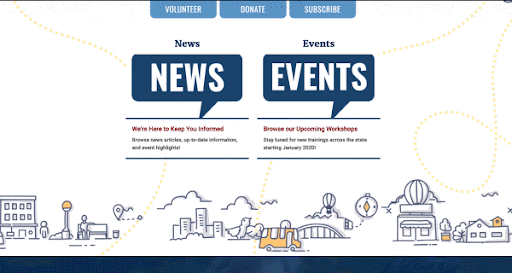 VOLUNTEER DONATE SUBSCRIBE
News Events
NEWS EVENTS
We're Here to Keep You Informed
Browse news articles, up-to-date information,
and event highlights!
Browse our Upcoming Workshops
Stay tuned for new trainings across the state
starting January 2020!